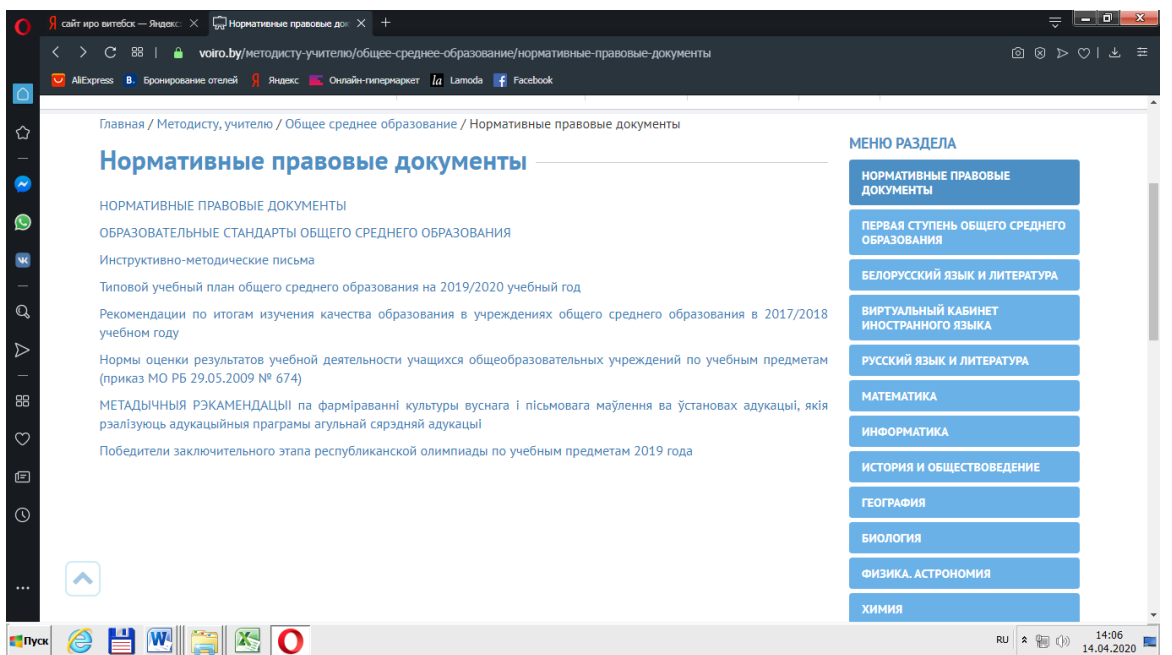 сайт иро витебск — Яндекс:
Нормативные правовые док
voiro.by/методисту-учителю/общее-среднее-образование/нормативные-правовые-документы
AliExpress
B. Бронирование отелей
Яндекс
Онлайн-гипермаркет
la Lamoda
Facebook
Главная / Методисту, учителю / Общее среднее образование / Нормативные правовые документы
Нормативные правовые документы
НОРМАТИВНЫЕ ПРАВОВЫЕ ДОКУМЕНТЫ
ОБРАЗОВАТЕЛЬНЫЕ СТАНДАРТЫ ОБЩЕГО СРЕДНЕГО ОБРАЗОВАНИЯ
Инструктивно-методические письма
Типовой учебный план общего среднего образования на 2019/2020 учебный год
Рекомендации по итогам изучения качества образования в учреждениях общего среднего образования в 2017/2018
учебном году
Нормы оценки результатов учебной деятельности учащихся общеобразовательных учреждений по учебным предметам
(приказ МО РБ 29.05.2009 № 674)
МЕТАДЫЧНЫЯ РЭКАМЕНДАЦЫІ па фарміраванні культуры вуснага і пісьмовага маўлення ва ўстановах адукацыі, якія
рэалізуюць адукацыйныя праграмы агульнай сярэдняй адукацыі
Победители заключительного этапа республиканской олимпиады по учебным предметам 2019 года
МЕНЮ РАЗДЕЛА
НОРМАТИВНЫЕ ПРАВОВЫЕ
ДОКУМЕНТЫ
ПЕРВАЯ СТУПЕНЬ ОБЩЕГО СРЕДНЕГО
ОБРАЗОВАНИЯ
БЕЛОРУССКИЙ ЯЗЫК И ЛИТЕРАТУРА
ВИРТУАЛЬНЫЙ КАБИНЕТ
ИНОСТРАННОГО ЯЗЫКА
РУССКИЙ ЯЗЫК И ЛИТЕРАТУРА
МАТЕМАТИКА
ИНФОРМАТИКА
ИСТОРИЯ И ОБЩЕСТВОВЕДЕНИЕ
ГЕОГРАФИЯ
БИОЛОГИЯ
ФИЗИКА. АСТРОНОМИЯ
ХИМИЯ
Пуск
RU
14:06
14.04.2020